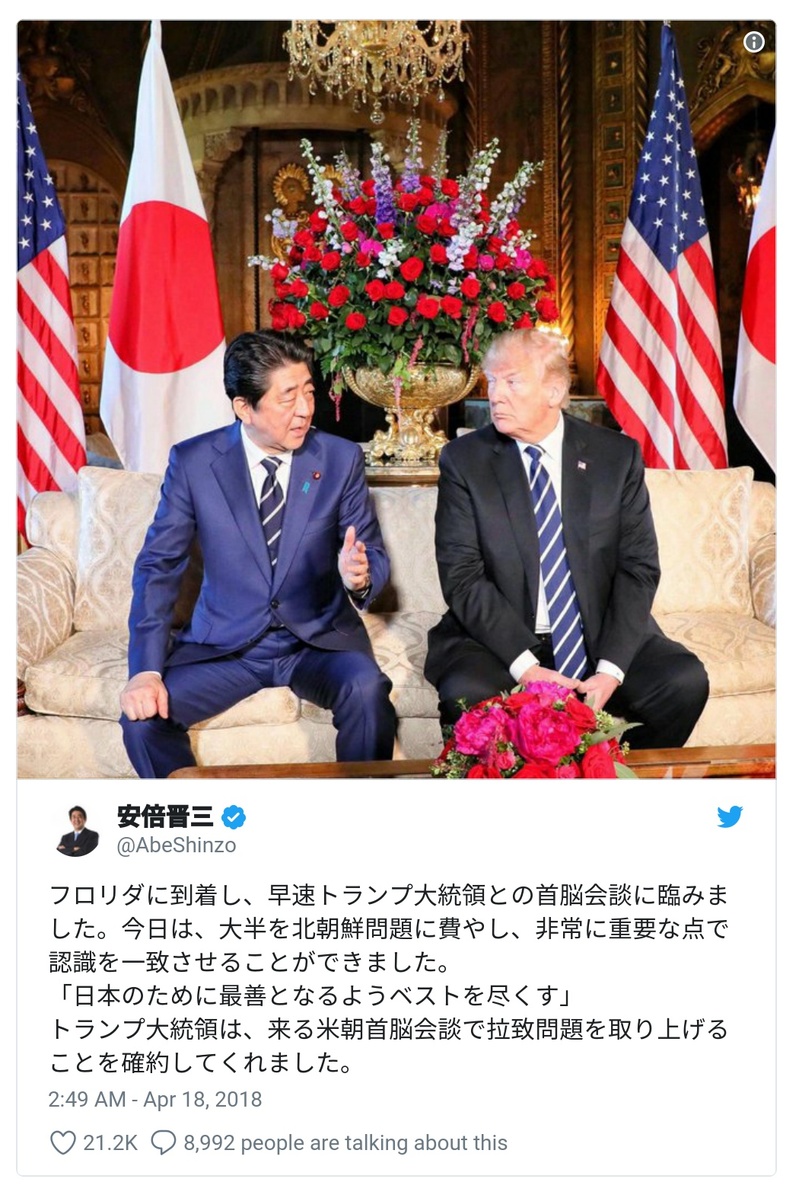 安倍晋三
@AbeShinzo
フロリダに到着し、早速トランプ大統領との首脳会談に臨みま
した。今日は、大半を北朝鮮問題に費やし、非常に重要な点で
認識を一致させることができました。
「日本のために最善となるようベストを尽くす」
トランプ大統領は、来る米朝首脳会談で拉致問題を取り上げる
ことを確約してくれました。
2:49 AM - Apr 18, 2018
21.2K 8,992 people are talking about this